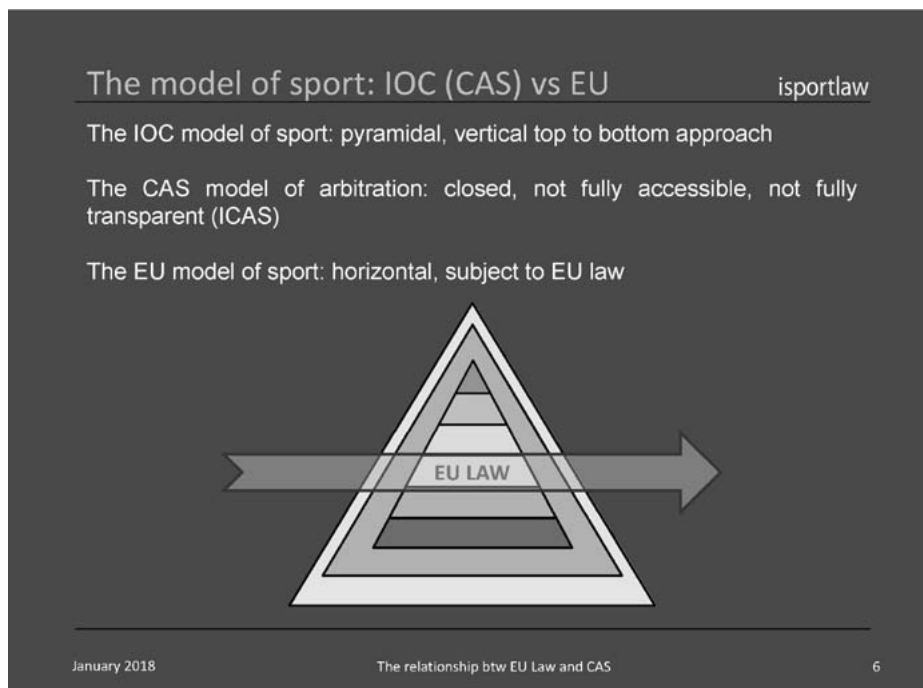 The model of sport: IOC (CAS) vs EU
isportlaw
The IOC model of sport: pyramidal, vertical top to bottom approach
The CAS model of arbitration: closed, not fully accessible, not fully
transparent (ICAS)
The EU model of sport: horizontal, subject to EU law
EU LAW
January 2018
The relationship btw EU Law and CAS
6